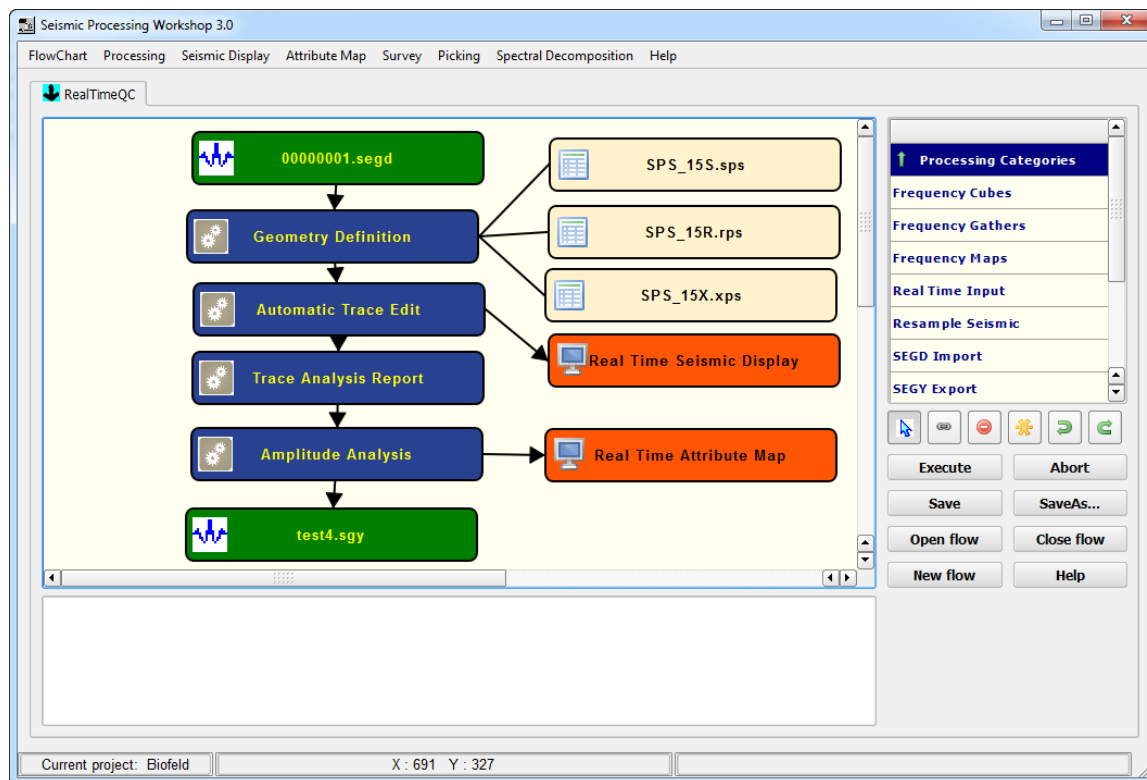 Seismic Processing Workshop 3.0
FlowChart Processing Seismic Display Attribute Map Survey Picking Spectral Decomposition Help
RealTimeQC
00000001.segd
Geometry Definition
Automatic Trace Edit
Trace Analysis Report
Amplitude Analysis
test4.sgy
SPS_15S.sps
SPS_15R.rps
SPS_15X.xps
Real Time Seismic Display
Real Time Attribute Map
Processing Categories
Frequency Cubes
Frequency Gathers
Frequency Maps
Real Time Input
Resample Seismic
SEGD Import
SEGY Export
Execute Abort
Save SaveAs...
Open flow Close flow
New flow Help
Current project: Biofeld X : 691 Y : 327